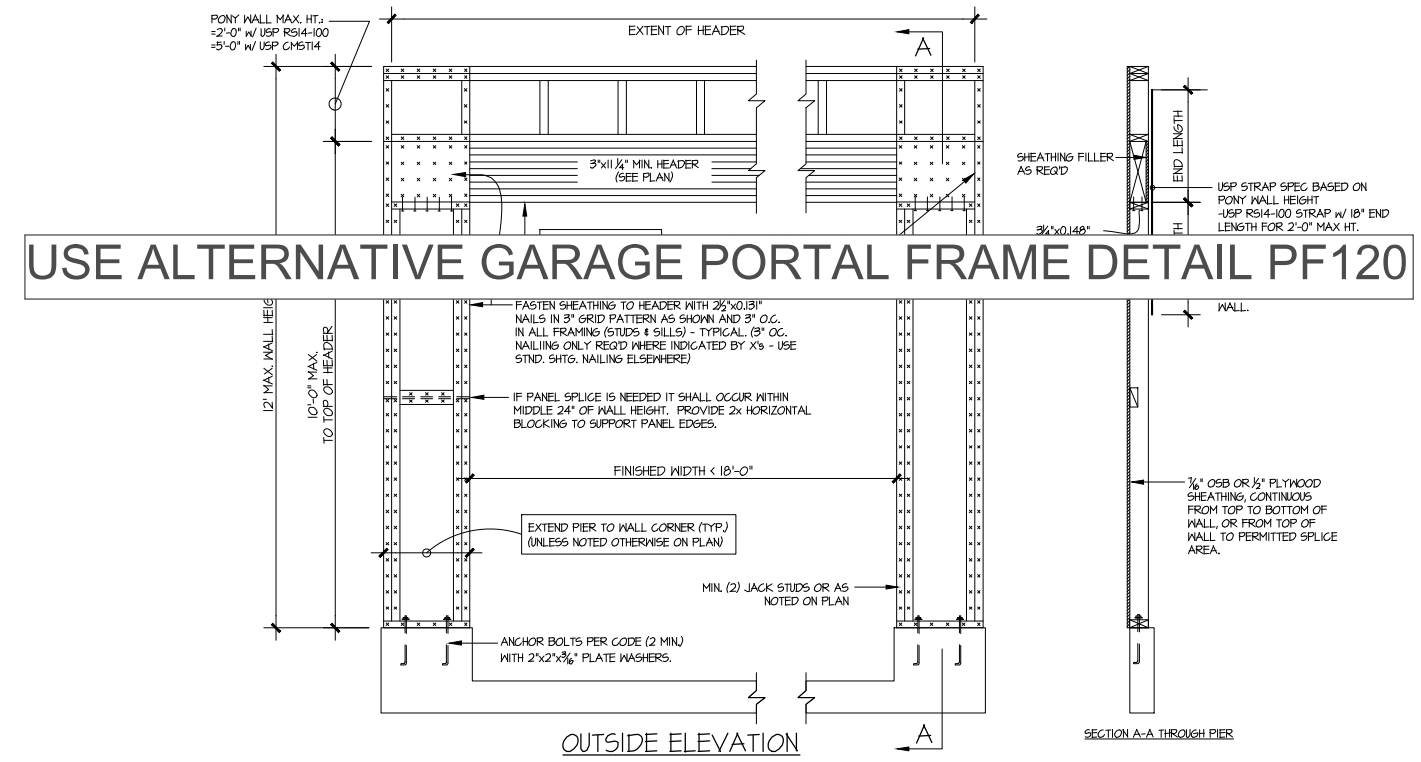 PONY WALL MAX. HT.:
=2'-0" W/ USP RS14-100
=5'-0" W/ USP CMST14
EXTENT OF HEADER
A
3"x11 1/4" MIN. HEADER
(SEE PLAN)
SHEATHING FILLER
AS REQ'D
END LENGTH
USP STRAP SPEC BASED ON
PONY WALL HEIGHT
-USP RS14-100 STRAP W/ 18" END
LENGTH FOR 2'-0" MAX HT.
3 1/4"x0.148"
USE ALTERNATIVE GARAGE PORTAL FRAME DETAIL PF120
WALL.
12' MAX. WALL
10'-0" MAX.
TO TOP OF HEADER
FASTEN SHEATHING TO HEADER WITH 2 1/2"x0.131"
NAILS IN 3" GRID PATTERN AS SHOWN AND 3" O.C.
IN ALL FRAMING (STUDS & SILLS) - TYPICAL. (3" OC.
NAILIING ONLY REQ'D WHERE INDICATED BY X's - USE
STND. SHTG. NAILING ELSEWHERE)
IF PANEL SPLICE IS NEEDED IT SHALL OCCUR WITHIN
MIDDLE 24" OF WALL HEIGHT. PROVIDE 2x HORIZONTAL
BLOCKING TO SUPPORT PANEL EDGES.
FINISHED WIDTH < 18'-0"
7/16" OSB OR 1/2" PLYWOOD
SHEATHING, CONTINUOUS
FROM TOP TO BOTTOM OF
WALL, OR FROM TOP OF
WALL TO PERMITTED SPLICE
AREA.
EXTEND PIER TO WALL CORNER (TYP.)
(UNLESS NOTED OTHERWISE ON PLAN)
MIN. (2) JACK STUDS OR AS
NOTED ON PLAN
ANCHOR BOLTS PER CODE (2 MIN.)
WITH 2"x2"x3/16" PLATE WASHERS.
A
OUTSIDE ELEVATION
SECTION A-A THROUGH PIER